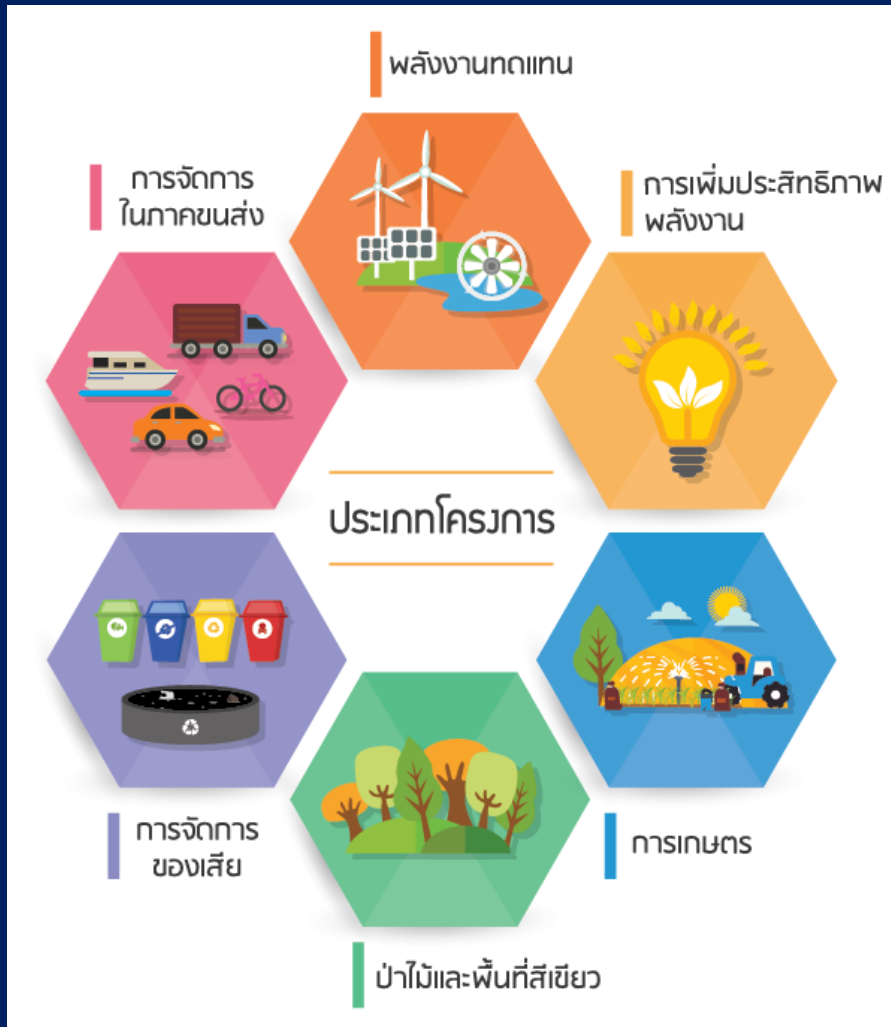 พลังงานทดแทน
การจัดการ
ในภาคขนส่ง
การเพิ่มประสิทธิภาพ
พลังงาน
ประเภทโครงการ
การจัดการ
ของเสีย
การเกษตร
ป่าไม้และพื้นที่สีเขียว